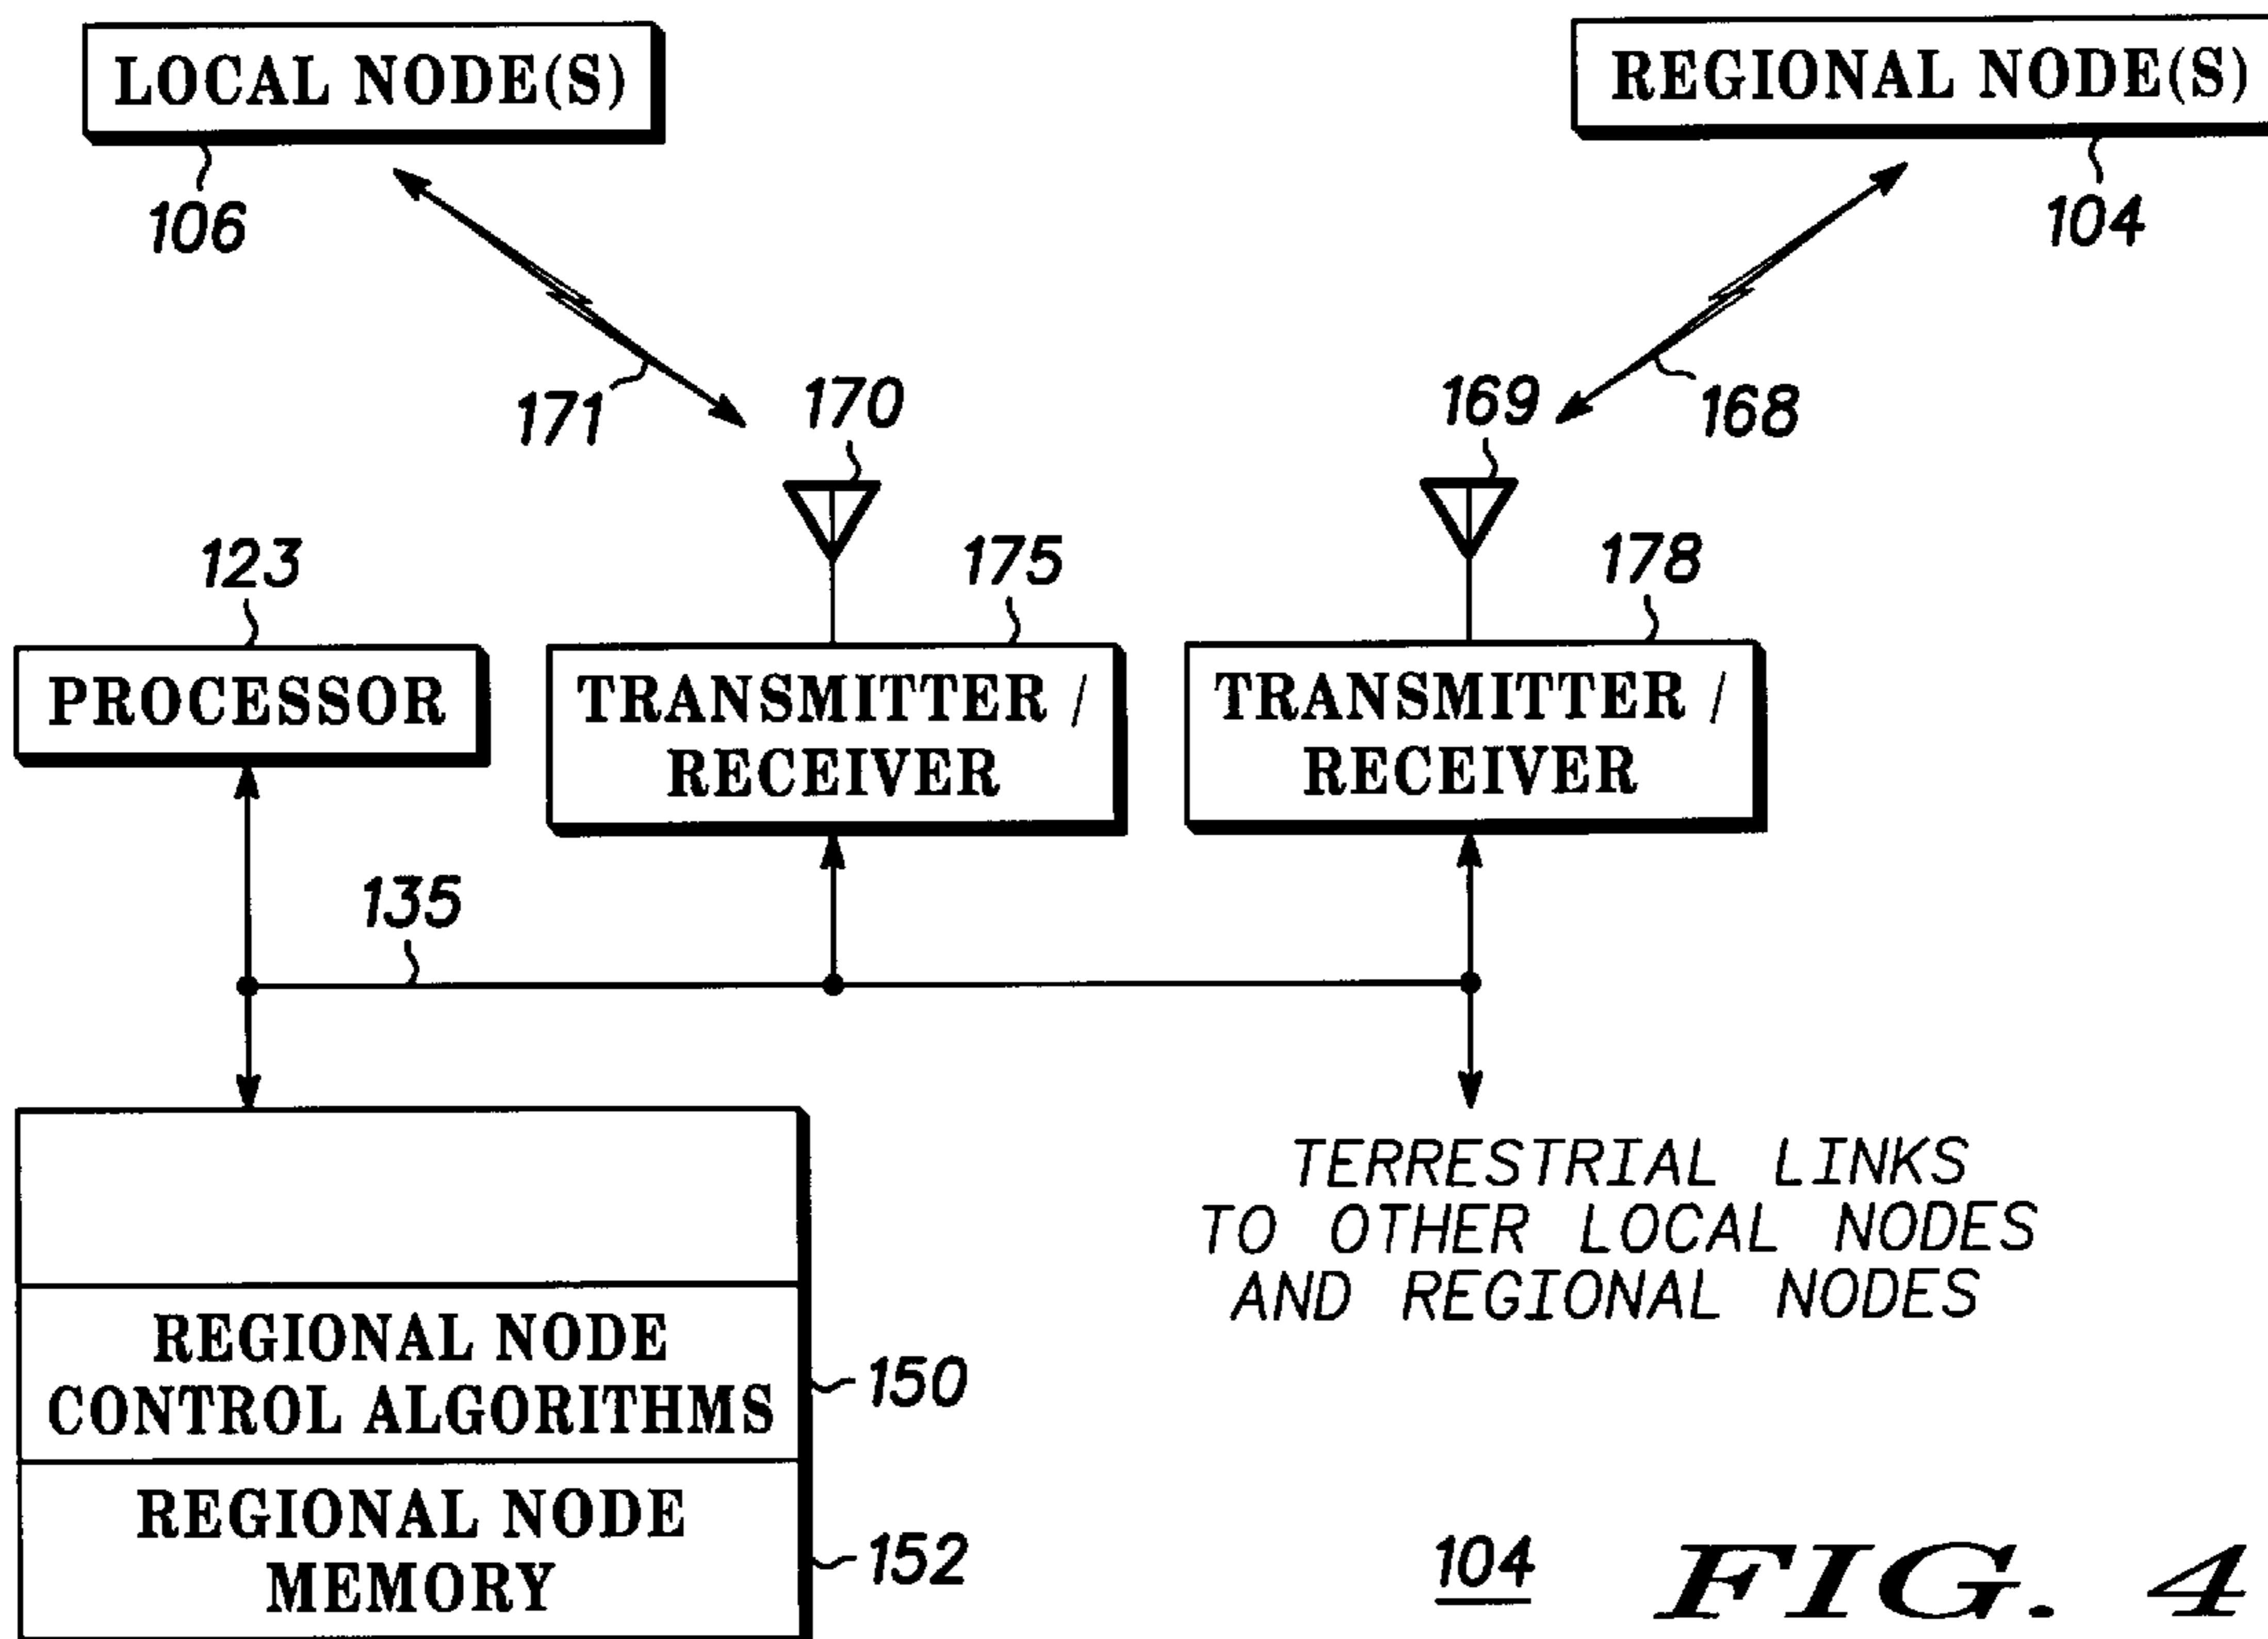 LOCAL NODE(S)
REGIONAL NODE(S)
106
104
171
170
169
168
123
175
178
PROCESSOR
TRANSMITTER /
RECEIVER
TRANSMITTER /
RECEIVER
135
TERRESTRIAL LINKS
TO OTHER LOCAL NODES
AND REGIONAL NODES
REGIONAL NODE
CONTROL ALGORITHMS
150
REGIONAL NODE
MEMORY
152
104 FIG. 4